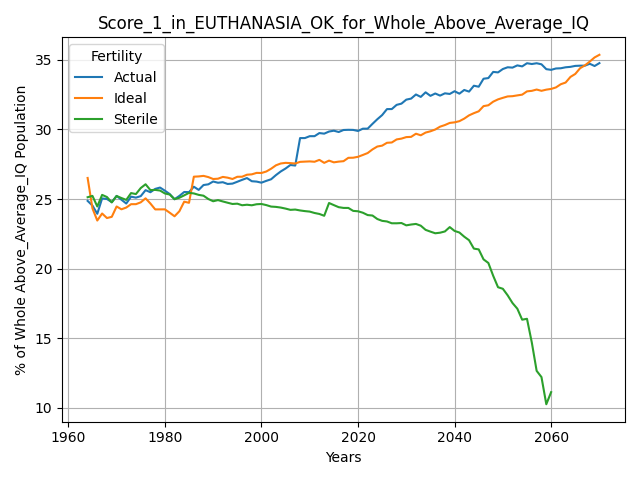 Score_1_in_EUTHANASIA_OK_for_Whole_Above_Average_IQ
Fertility
Actual
Ideal
Sterile
% of Whole Above_Average_IQ Population
35
30
25
20
15
10
1960
1980
2000
2020
2040
2060
Years